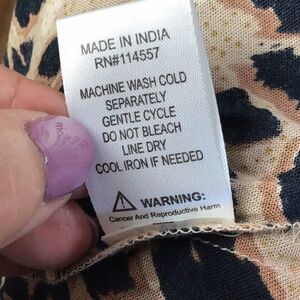 MADE IN INDIA
RN#114557
MACHINE WASH COLD
SEPARATELY
GENTLE CYCLE
DO NOT BLEACH
LINE DRY
COOL IRON IF NEEDED
WARNING:
Cancer And Reproductive Harm